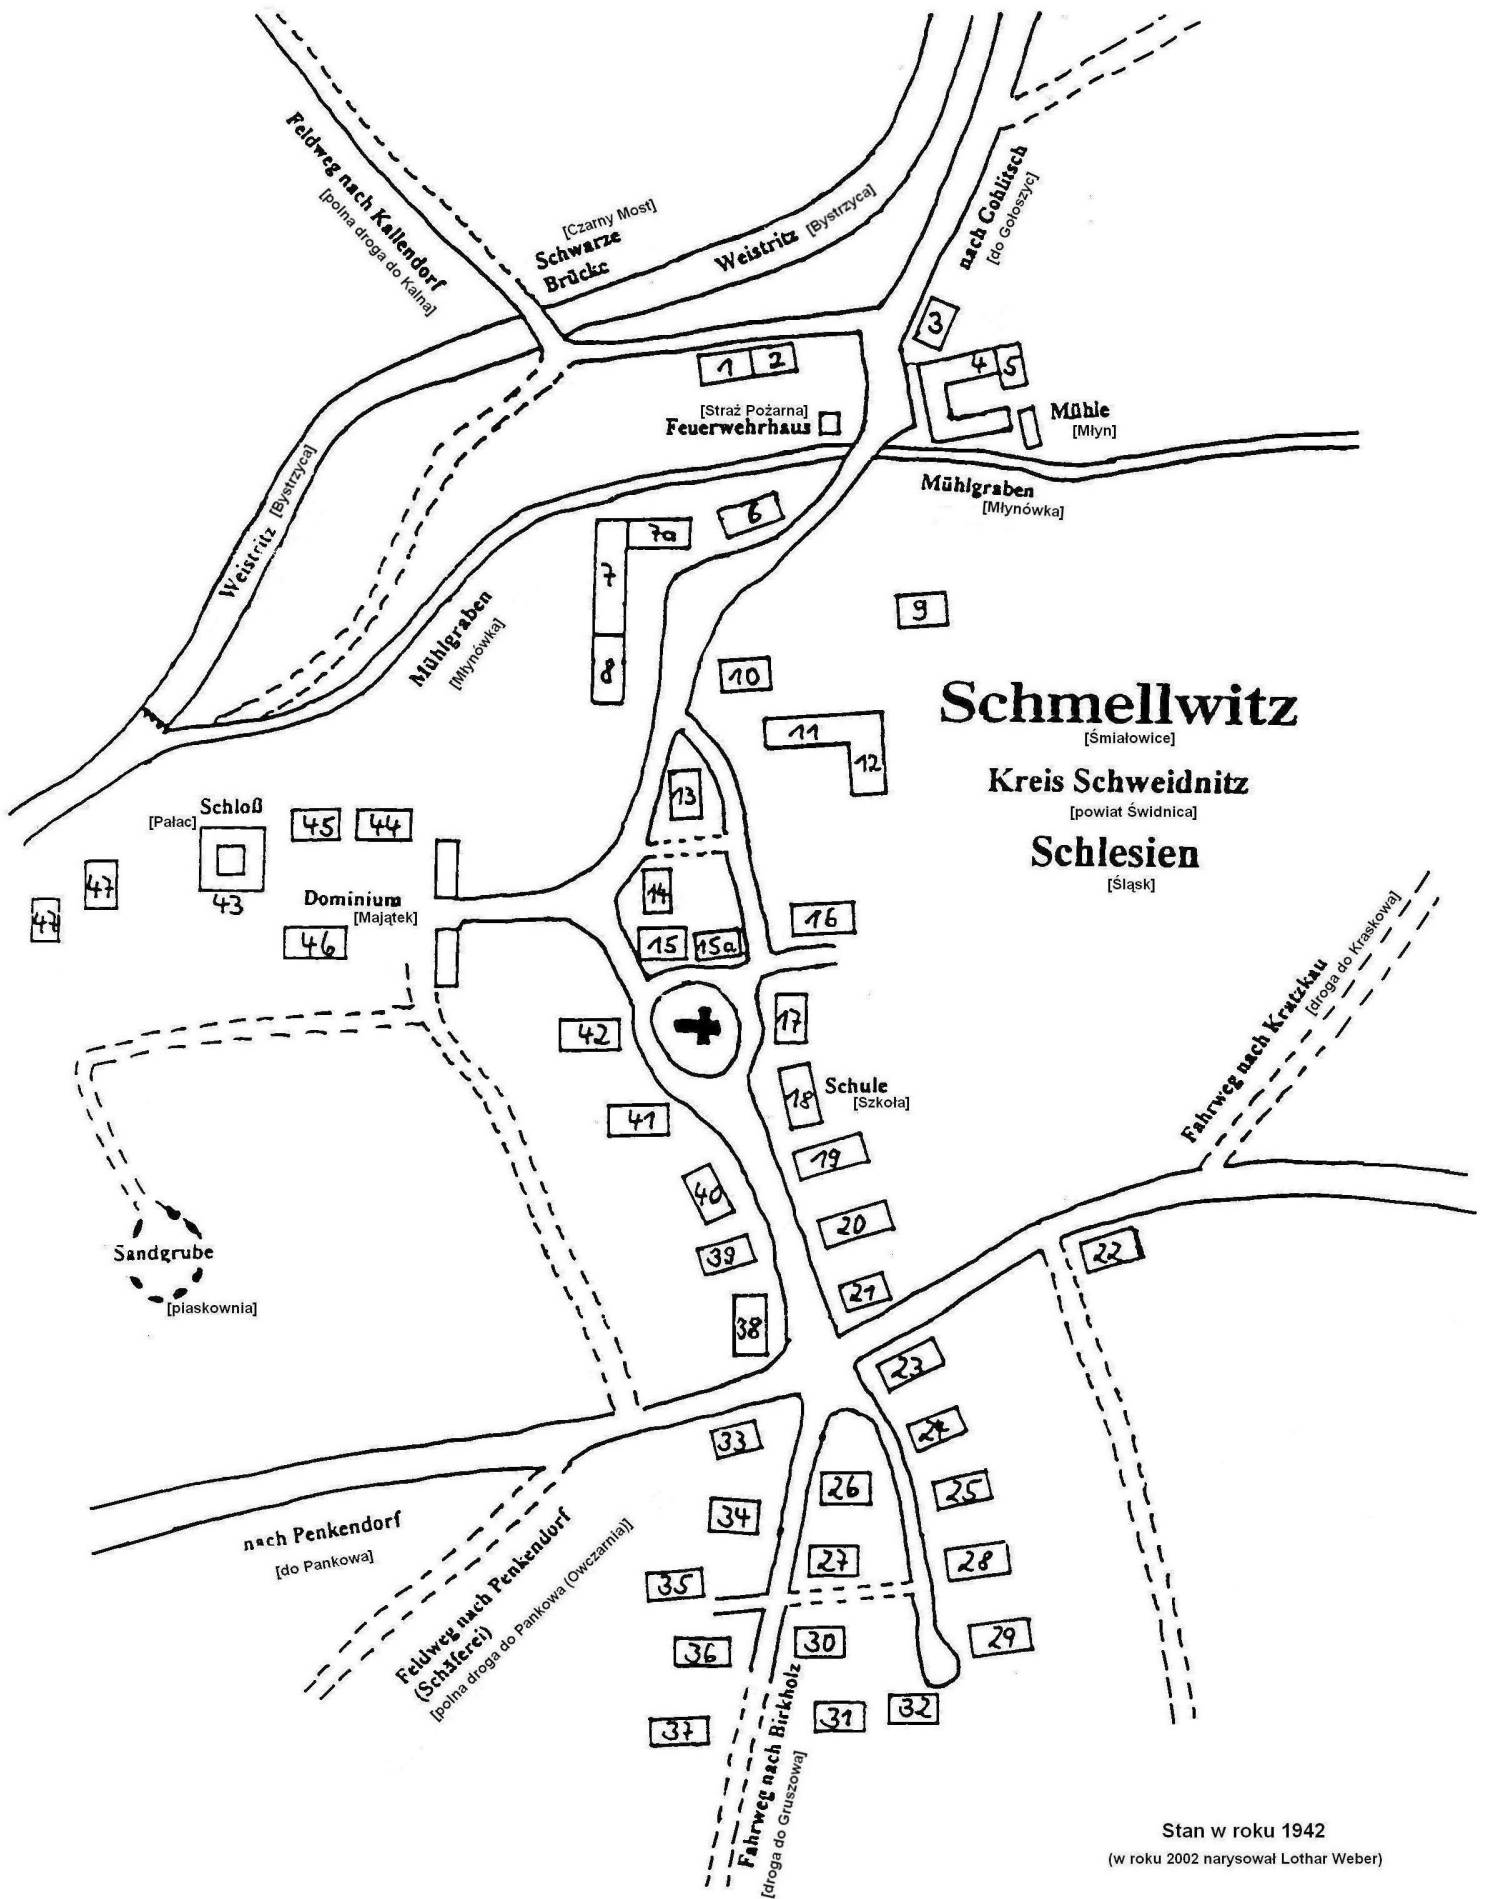 Feldweg nach Kallendorf
[polna droga do Kalna]
[Czarny Most]
Schwarze
Brücke
Weistritz [Bystrzyca]
nach Gohlitsch
[do Gołoszyc]
3
1 2
4 5
[Straż Pożarna]
Feuerwehrhaus
Mühle
[Młyn]
Weistritz [Bystrzyca]
Mühlgraben
[Młynówka]
6
7a
7
8
Mühlgraben
[Młynówka]
9
10
Schmellwitz
[Śmiałowice]
Kreis Schweidnitz
[powiat Świdnica]
Schlesien
[Śląsk]
11
12
13
Schloß
[Pałac]
45 44
47
47
43
Dominium
[Majątek]
46
14
15 15a
16
17
42
Schule
[Szkoła]
18
41
19
40
20
39
21
38
Fahrweg nach Kratzkau
[droga do Kraskowa]
22
Sandgrube
[piaskownia]
23
24
33
25
26
34
27
28
35
29
30
36
31
32
37
nach Penkendorf
[do Pankowa]
Feldweg nach Penkendorf
(Schäferei)
[polna droga do Pankowa (Owczarnia)]
Fahrweg nach Birkholz
[droga do Gruszowa]
Stan w roku 1942
(w roku 2002 narysował Lothar Weber)